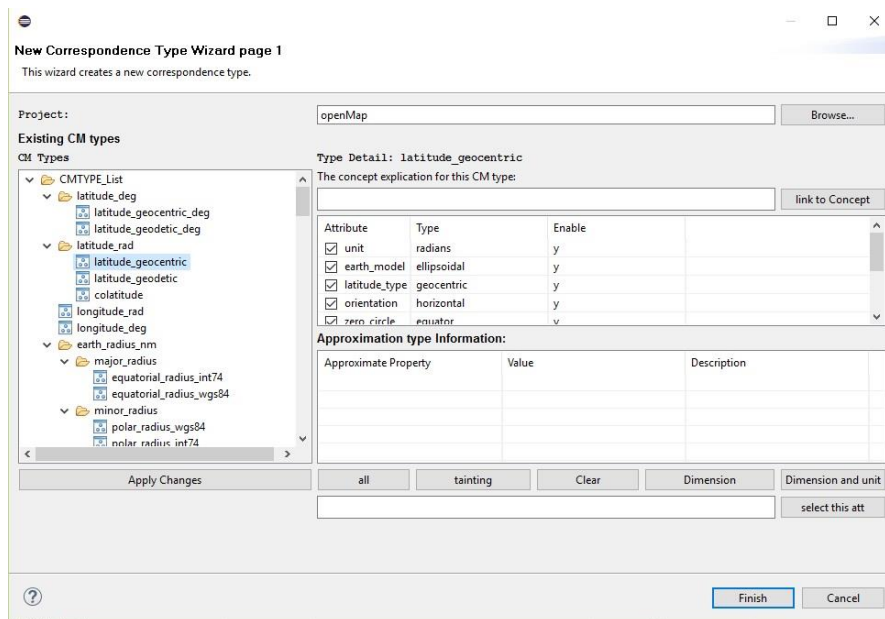 New Correspondence Type Wizard page 1
This wizard creates a new correspondence type.
Project:
openMap
Browse...
Existing CM types
CM Types
CMTYPE_List
latitude_deg
latitude_geocentric_deg
latitude_geodetic_deg
latitude_rad
latitude_geocentric
latitude_geodetic
colatitude
longitude_rad
longitude_deg
earth_radius_nm
major_radius
equatorial_radius_int74
equatorial_radius_wgs84
minor_radius
polar_radius_wgs84
polar_radius_int74
Apply Changes
Type Detail: latitude_geocentric
The concept explication for this CM type:
link to Concept
Attribute Type Enable
unit radians y
earth_model ellipsoidal y
latitude_type geocentric y
orientation horizontal y
zero_circle equator y
Approximation type Information:
Approximate Property Value Description
all tainting Clear Dimension Dimension and unit
select this att
Finish Cancel